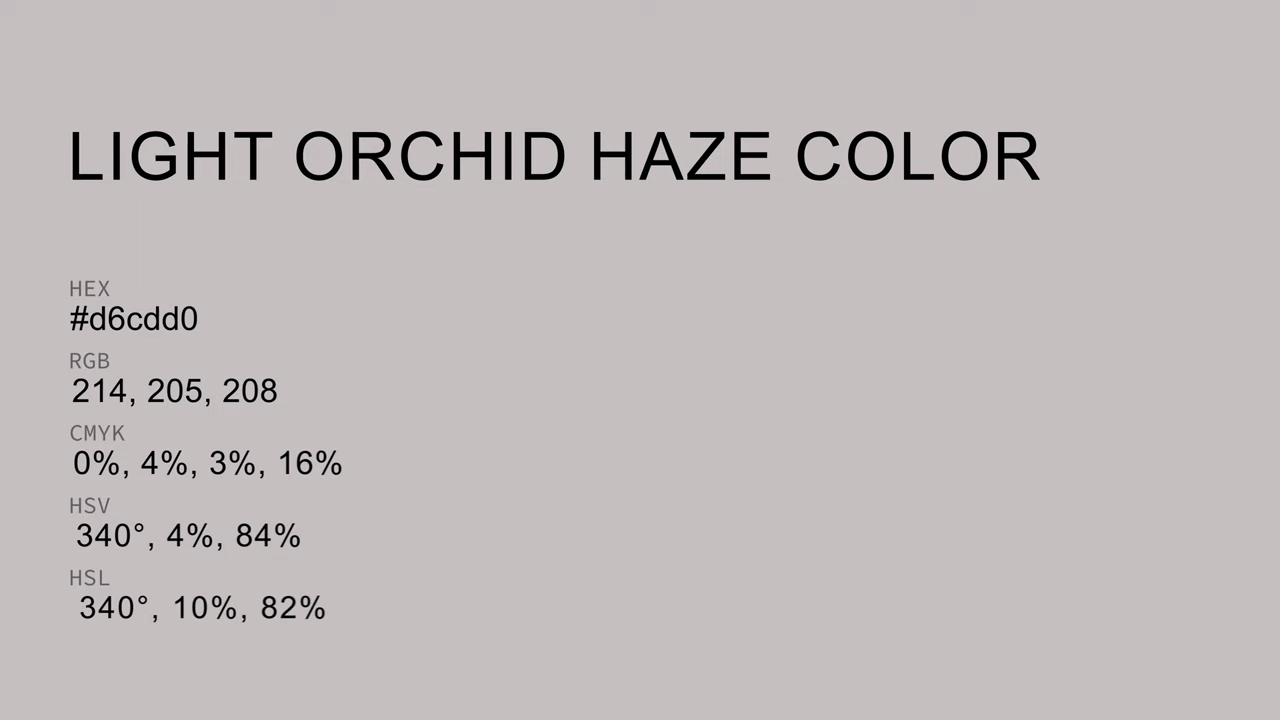 LIGHT ORCHID HAZE COLOR
HEX
#d6cdd0
RGB
214, 205, 208
CMYK
0%, 4%, 3%, 16%
HSV
340°, 4%, 84%
HSL
340°, 10%, 82%